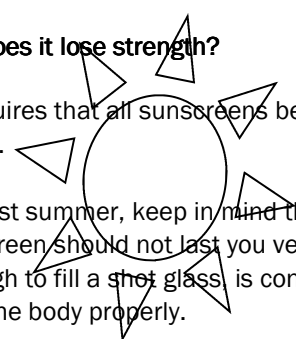 oes it lose strength?
uires that all sunscreens be
.
st summer, keep in mind th
reen should not last you ve
gh to fill a shot glass, is con
he body properly.